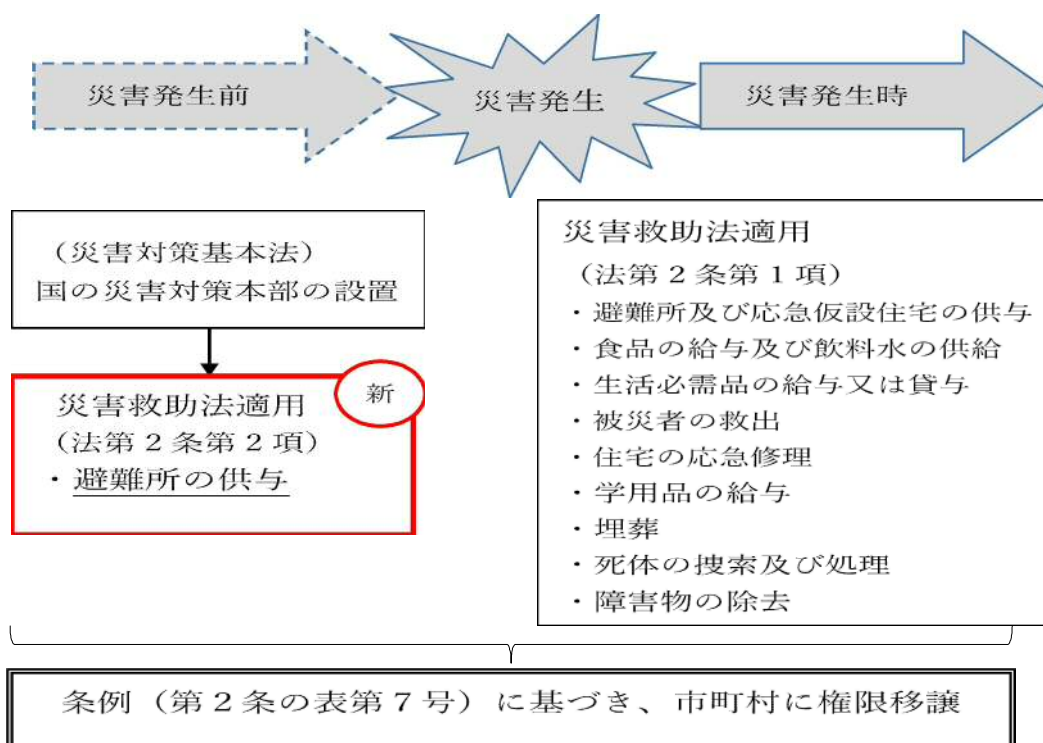 災害発生前
災害発生
災害発生時
（災害対策基本法）
国の災害対策本部の設置
新
災害救助法適用
（法第２条第２項）
・避難所の供与
災害救助法適用
（法第２条第１項）
・避難所及び応急仮設住宅の供与
・食品の給与及び飲料水の供給
・生活必需品の給与又は貸与
・被災者の救出
・住宅の応急修理
・学用品の給与
・埋葬
・死体の捜索及び処理
・障害物の除去
条例（第２条の表第７号）に基づき、市町村に権限移譲